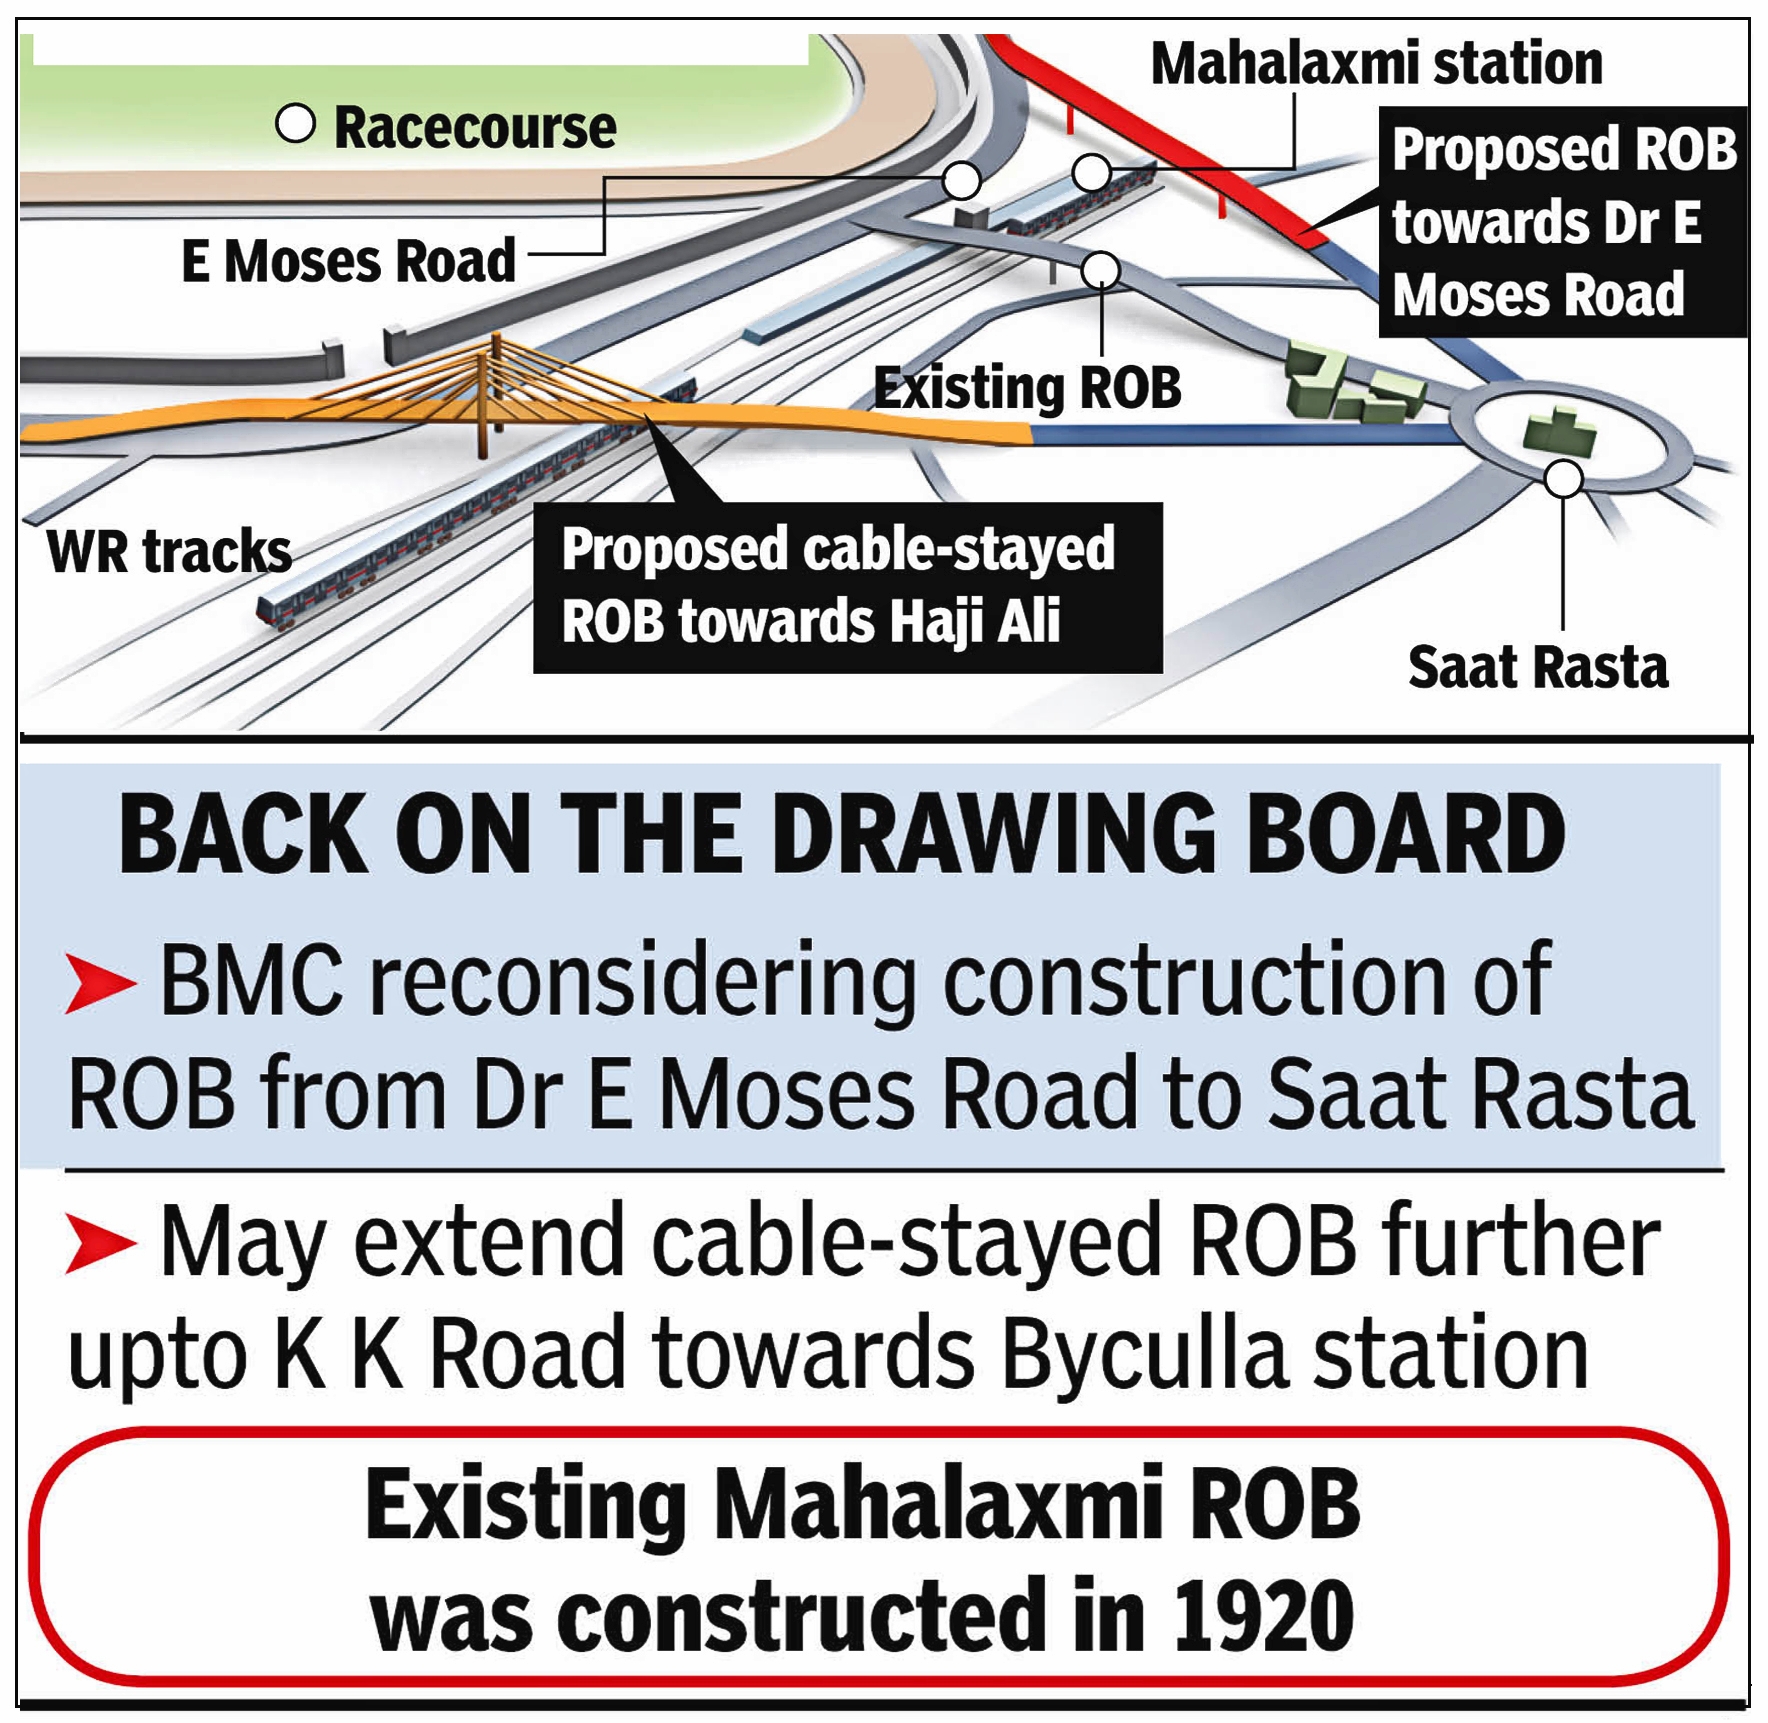 Mahalaxmi station
Racecourse
Proposed ROB
towards Dr E
Moses Road
E Moses Road
Existing ROB
WR tracks
Proposed cable-stayed
ROB towards Haji Ali
Saat Rasta
BACK ON THE DRAWING BOARD
➤ BMC reconsidering construction of
ROB from Dr E Moses Road to Saat Rasta
➤ May extend cable-stayed ROB further
upto K K Road towards Byculla station
Existing Mahalaxmi ROB
was constructed in 1920